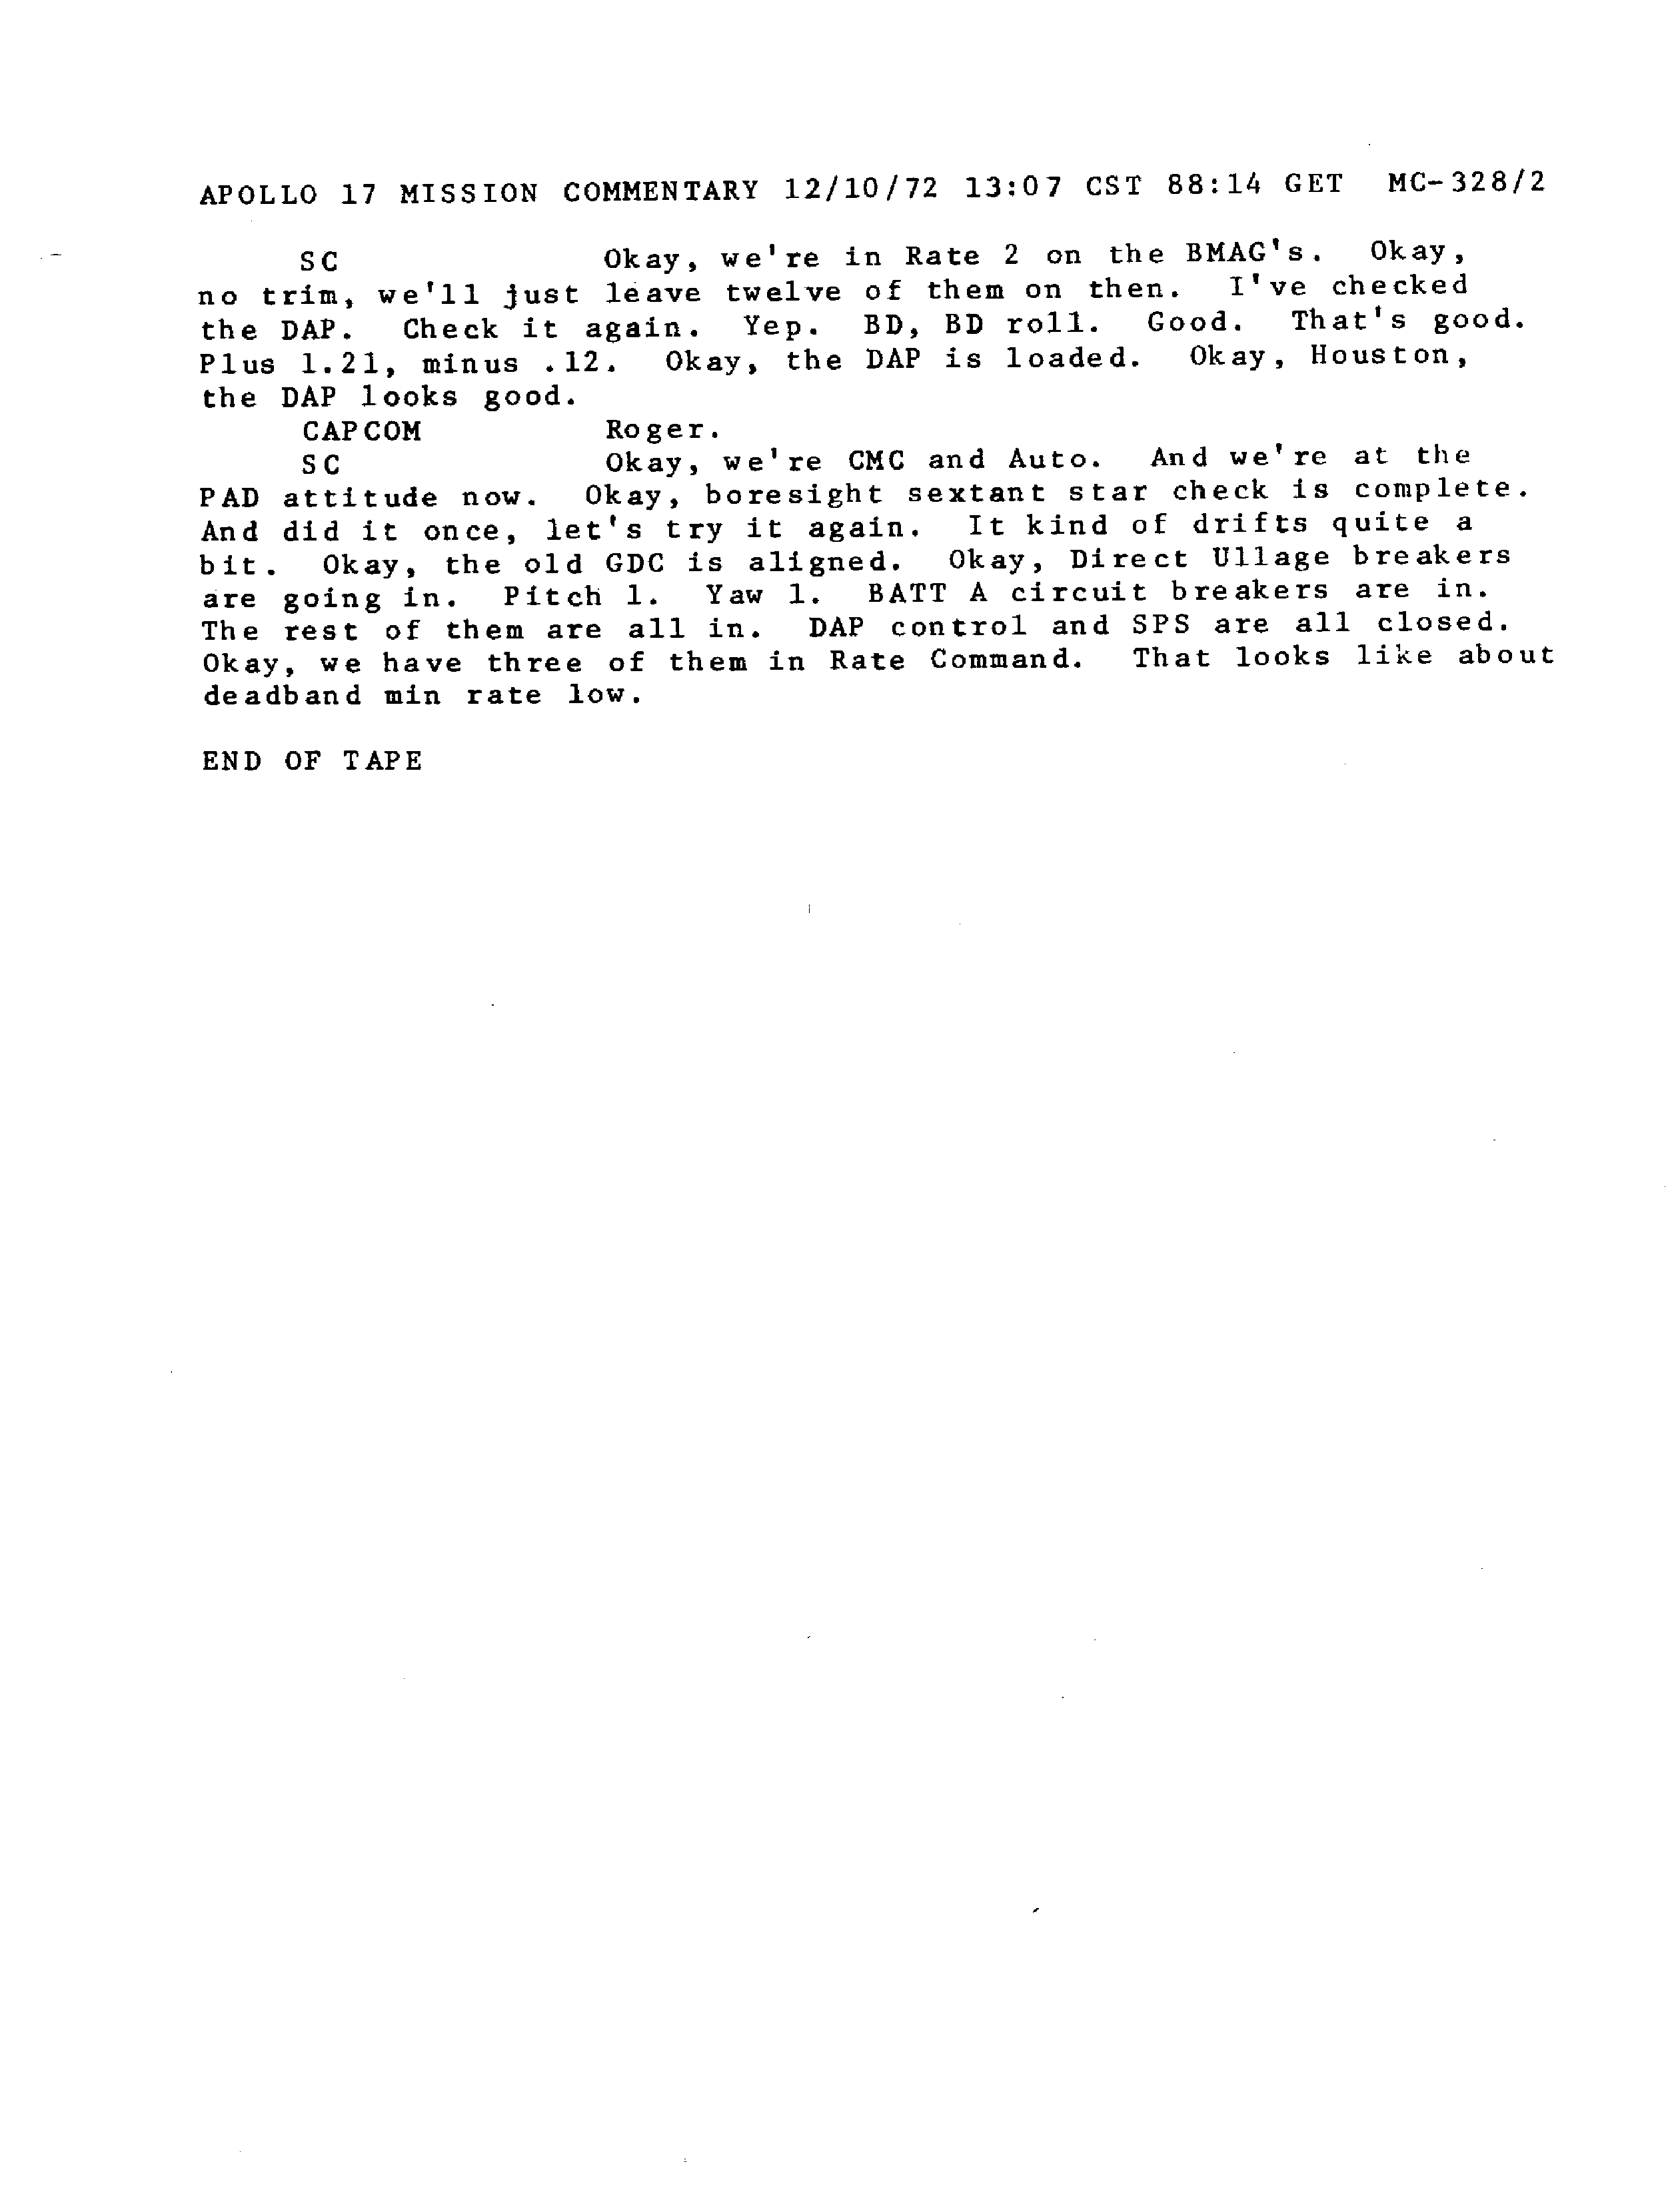 APOLLO 17 MISSION COMMENTARY 12/10/72 13:07 CST 88:14 GET MC-328/2
SC Okay, we're in Rate 2 on the BMAG's. Okay,
no trim, we'll just leave twelve of them on then. I've checked
the DAP. Check it again. Yep. BD, BD roll. Good. That's good.
Plus 1.21, minus .12. Okay, the DAP is loaded. Okay, Houston,
the DAP looks good.
CAPCOM Roger.
SC Okay, we're CMC and Auto. And we're at the
PAD attitude now. Okay, boresight sextant star check is complete.
And did it once, let's try it again. It kind of drifts quite a
bit. Okay, the old GDC is aligned. Okay, Direct Ullage breakers
are going in. Pitch 1. Yaw 1. BATT A circuit breakers are in.
The rest of them are all in. DAP control and SPS are all closed.
Okay, we have three of them in Rate Command. That looks like about
deadband min rate low.
END OF TAPE